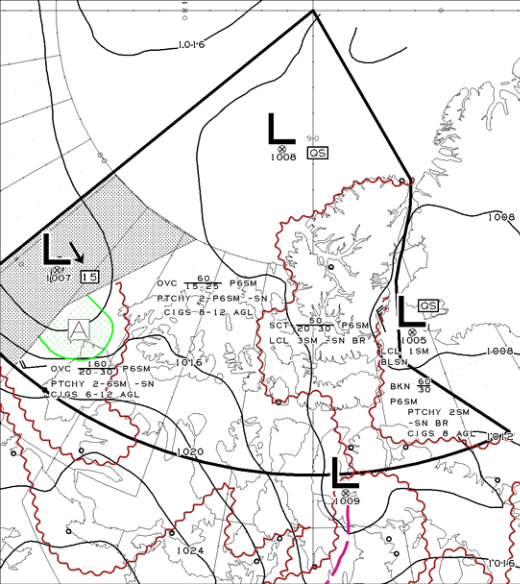 1016
L
1008
QS
90
1008
L
1007
15
A
OVC 60 P6SM
15-25
PTCHY 2-P6SM -SN
CIGS 8-12 AGL
SCT 50 P6SM
20-30
LCL 3SM -SN BR
L
QS
1005
LCL 1SM
BLSN
1008
1016
OVC 160 P6SM
20-30
PTCHY 2-6SM -SN
CIGS 6-12 AGL
BKN 60
30
P6SM
PTCHY 2SM
-SN BR
CIGS 8 AGL
1012
1020
L
1009
1024
1016